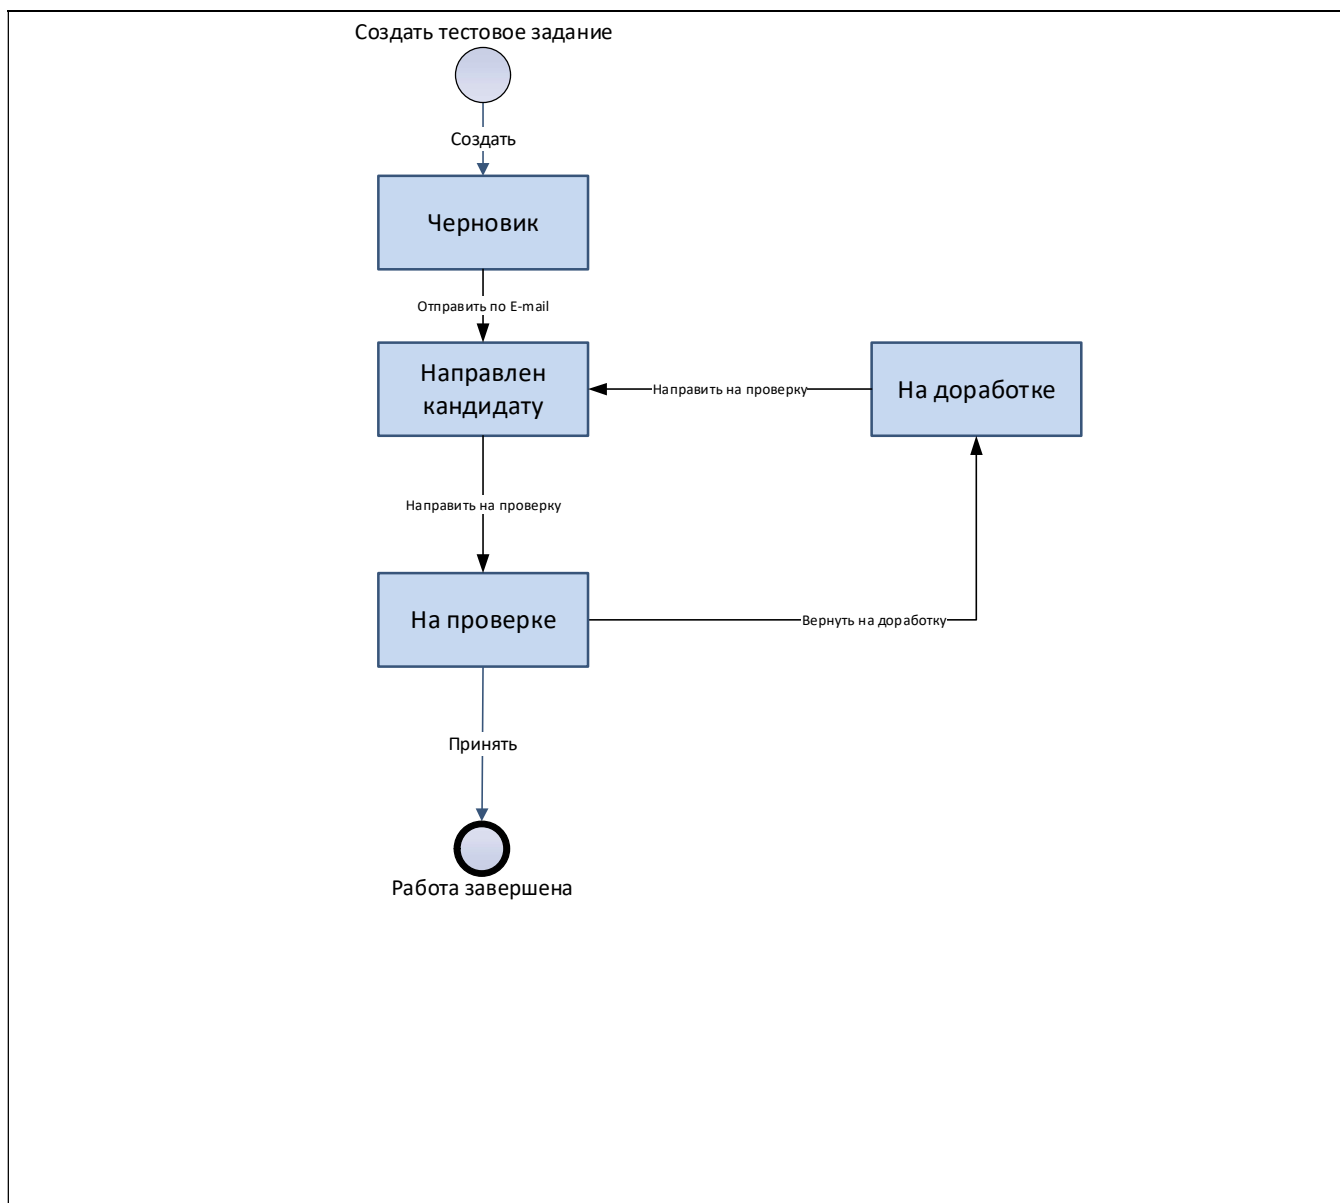 Создать тестовое задание
Создать
Черновик
Отправить по E-mail
Направлен
кандидату
Направить на проверку
На доработке
Направить на проверку
На проверке
Вернуть на доработку
Принять
Работа завершена